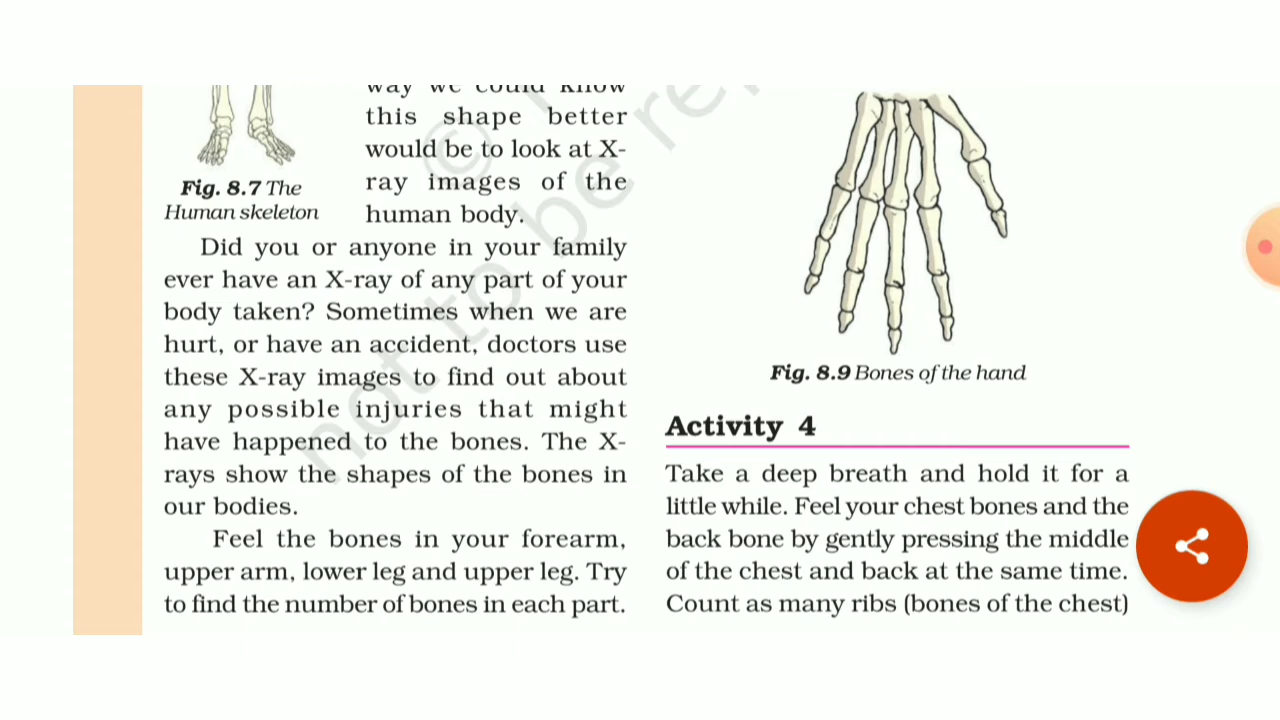 way we could know
this shape better
would be to look at X-
ray images of the
human body.
Fig. 8.7 The
Human skeleton
Did you or anyone in your family
ever have an X-ray of any part of your
body taken? Sometimes when we are
hurt, or have an accident, doctors use
these X-ray images to find out about
any possible injuries that might
have happened to the bones. The X-
rays show the shapes of the bones in
our bodies.
Feel the bones in your forearm,
upper arm, lower leg and upper leg. Try
to find the number of bones in each part.
Fig. 8.9 Bones of the hand
Activity 4
Take a deep breath and hold it for a
little while. Feel your chest bones and the
back bone by gently pressing the middle
of the chest and back at the same time.
Count as many ribs (bones of the chest)
©
not to be